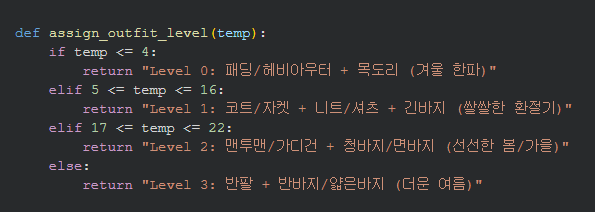 def assign_outfit_level(temp):
    if temp <= 4:
        return "Level 0: 패딩/헤비아우터 + 목도리 (겨울 한파)"
    elif 5 <= temp <= 16:
        return "Level 1: 코트/자켓 + 니트/셔츠 + 긴바지 (쌀쌀한 환절기)"
    elif 17 <= temp <= 22:
        return "Level 2: 맨투맨/가디건 + 청바지/면바지 (선선한 봄/가을)"
    else:
        return "Level 3: 반팔 + 반바지/얇은바지 (더운 여름)"